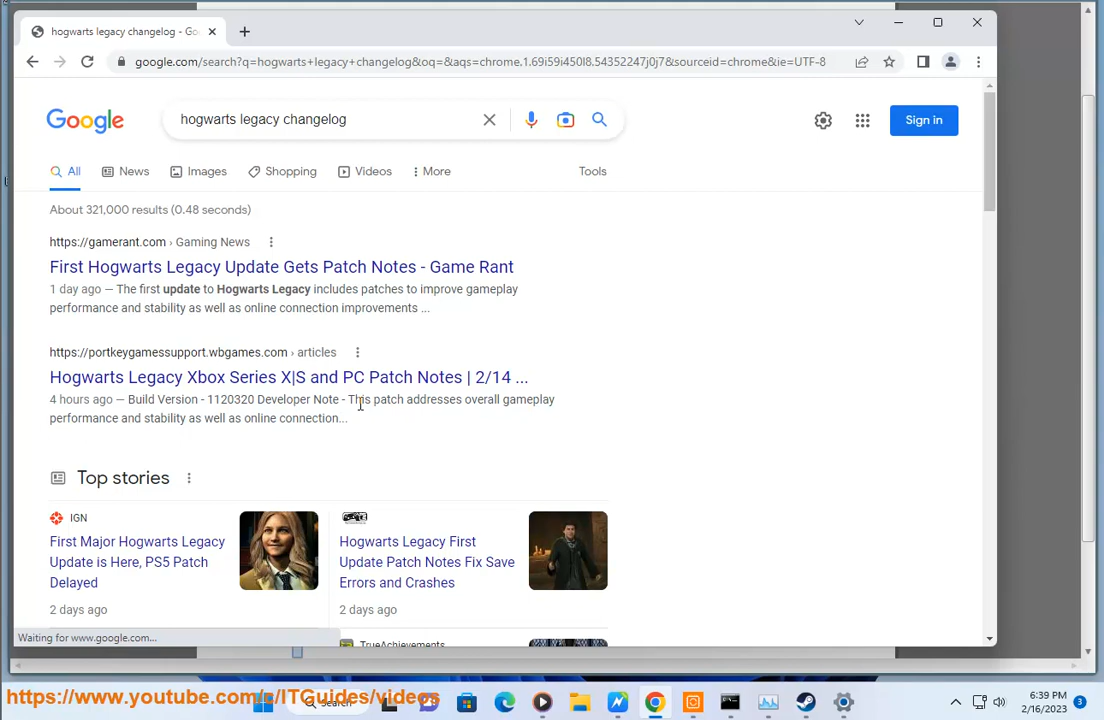 hogwarts legacy changelog - Go
google.com/search?q=hogwarts+legacy+changelog&oq=&aqs=chrome.1.69i59i450l8.54352247j0j7&sourceid=chrome&ie=UTF-8
Google
hogwarts legacy changelog
Sign in
All
News
Images
Shopping
Videos
More
Tools
About 321,000 results (0.48 seconds)
https://gamerant.com › Gaming News
First Hogwarts Legacy Update Gets Patch Notes - Game Rant
1 day ago — The first update to Hogwarts Legacy includes patches to improve gameplay
performance and stability as well as online connection improvements ...
https://portkeygamessupport.wbgames.com › articles
Hogwarts Legacy Xbox Series X|S and PC Patch Notes | 2/14 ...
4 hours ago — Build Version - 1120320 Developer Note - This patch addresses overall gameplay
performance and stability as well as online connection...
Top stories
IGN
First Major Hogwarts Legacy
Update is Here, PS5 Patch
Delayed
2 days ago
Hogwarts Legacy First
Update Patch Notes Fix Save
Errors and Crashes
2 days ago
TrueAchievements
Waiting for www.google.com...
https://www.youtube.com/c/ITGuides/videos
Search
6:39 PM
2/16/2023
3